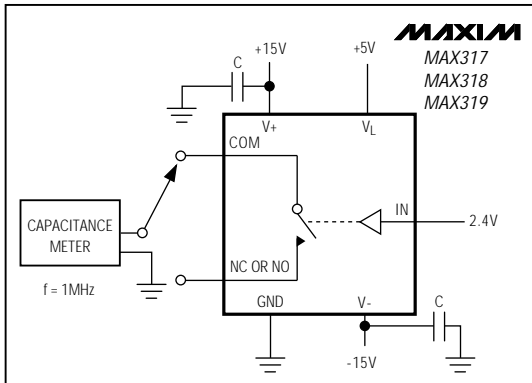 MAXIM
MAX317
MAX318
MAX319
+15V
+5V
C
V+
VL
COM
IN
2.4V
CAPACITANCE
METER
NC OR NO
f = 1MHz
GND
V-
C
-15V